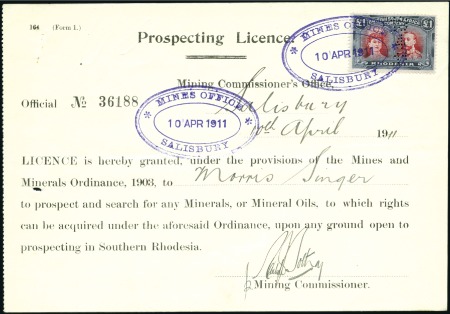 164 (Form 1.)
Prospecting Licence.
£1 £1
RHODESIA
MINES OFFICE
10 APR 1911
SALISBURY
Mining Commissioner's Office,
Salisbury
Official No 36188
10th April 1911
MINES OFFICE
10 APR 1911
SALISBURY
LICENCE is hereby granted, under the provisions of the Mines and
Minerals Ordinance, 1903, to Morris Singer
to prospect and search for any Minerals, or Mineral Oils, to which rights
can be acquired under the aforesaid Ordinance, upon any ground open to
prospecting in Southern Rhodesia.
Mining Commissioner.